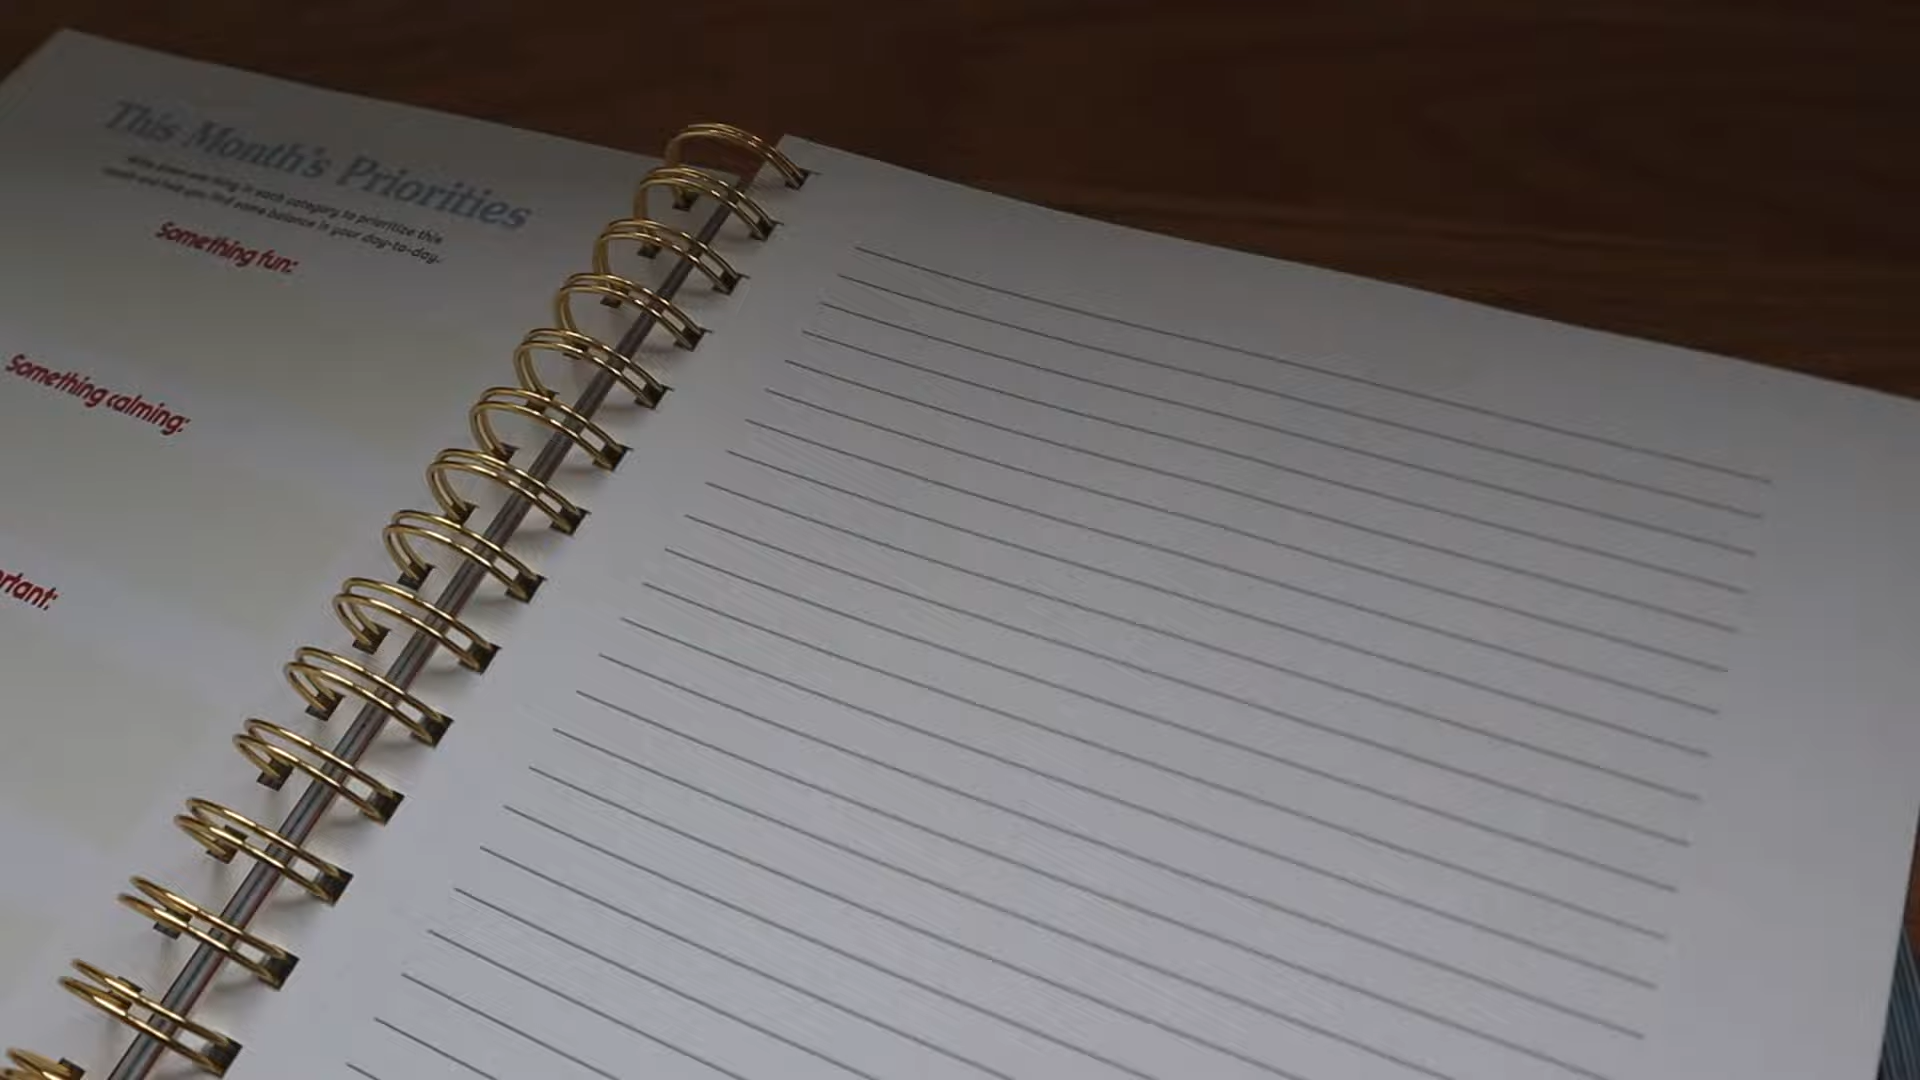 This Month's Priorities
Write down one thing in each category to prioritize this
month and help you find some balance in your day-to-day.
Something fun:
Something calming:
rtant: